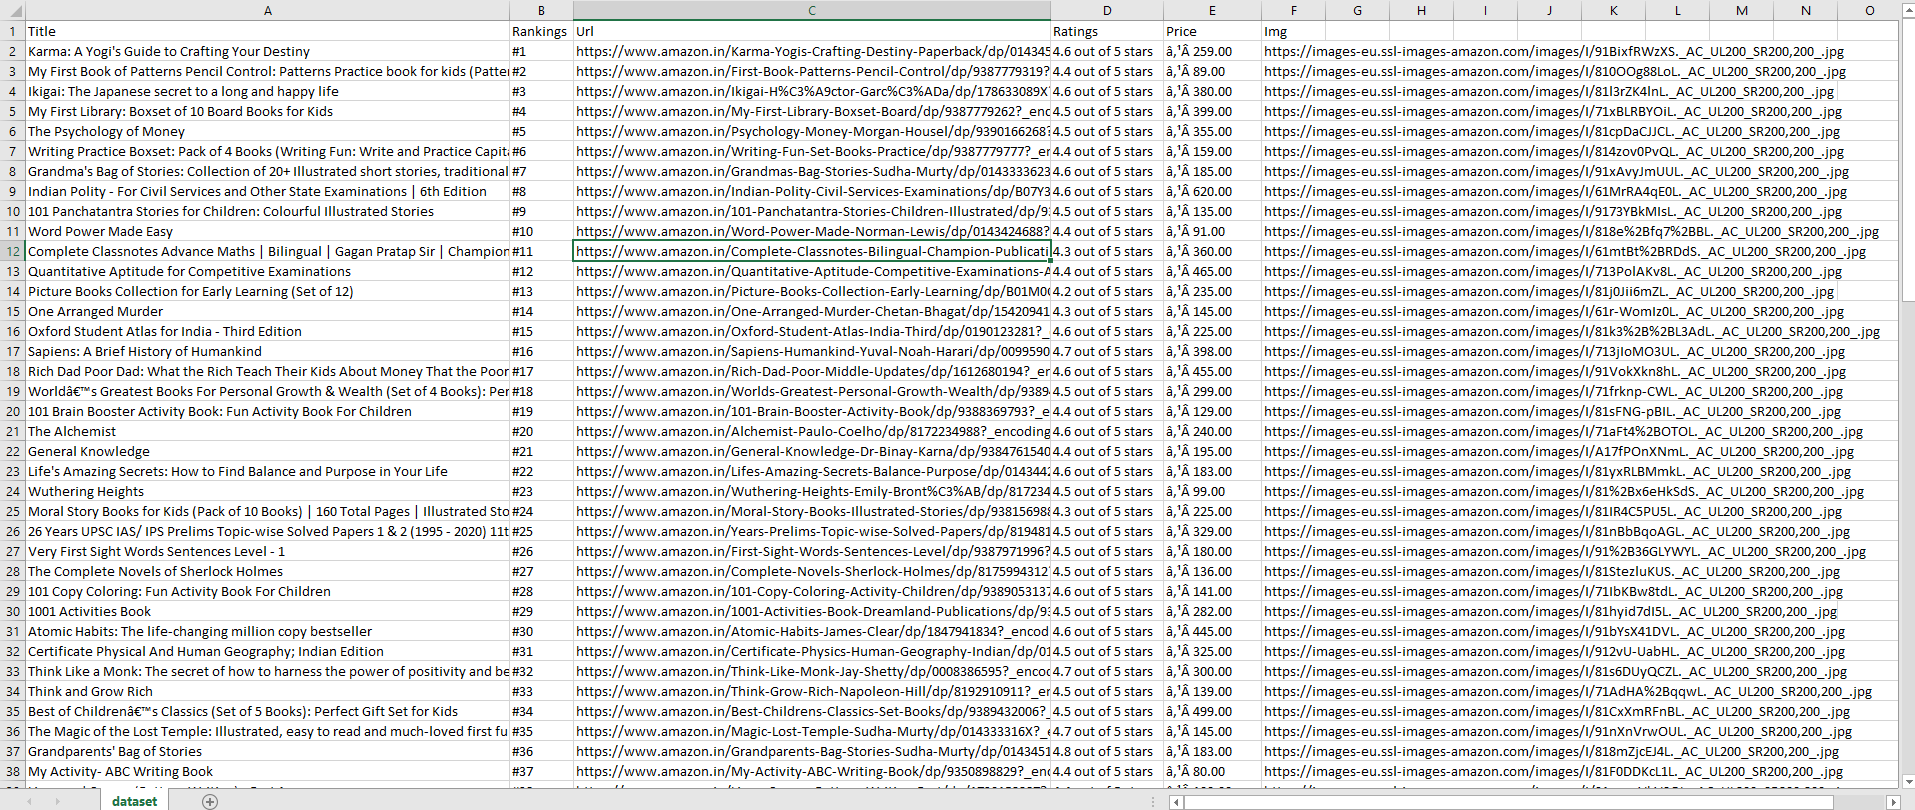 A B C D E F G H I J K L M N O
1 Title Rankings Url Ratings Price Img
2 Karma: A Yogi's Guide to Crafting Your Destiny #1 https://www.amazon.in/Karma-Yogis-Crafting-Destiny-Paperback/dp/014345 4.6 out of 5 stars â‚¹Â 259.00 https://images-eu.ssl-images-amazon.com/images/I/91BixfRWzXS._AC_UL200_SR200,200_.jpg
3 My First Book of Patterns Pencil Control: Patterns Practice book for kids (Patte #2 https://www.amazon.in/First-Book-Patterns-Pencil-Control/dp/9387779319? 4.4 out of 5 stars â‚¹Â 89.00 https://images-eu.ssl-images-amazon.com/images/I/810OOg88LoL._AC_UL200_SR200,200_.jpg
4 Ikigai: The Japanese secret to a long and happy life #3 https://www.amazon.in/Ikigai-H%C3%A9ctor-Garc%C3%ADa/dp/178633089X 4.6 out of 5 stars â‚¹Â 380.00 https://images-eu.ssl-images-amazon.com/images/I/81l3rZK4lnL._AC_UL200_SR200,200_.jpg
5 My First Library: Boxset of 10 Board Books for Kids #4 https://www.amazon.in/My-First-Library-Boxset-Board/dp/9387779262?_enc 4.5 out of 5 stars â‚¹Â 399.00 https://images-eu.ssl-images-amazon.com/images/I/71xBLRBYOiL._AC_UL200_SR200,200_.jpg
6 The Psychology of Money #5 https://www.amazon.in/Psychology-Money-Morgan-Housel/dp/9390166268? 4.5 out of 5 stars â‚¹Â 355.00 https://images-eu.ssl-images-amazon.com/images/I/81cpDaCJJCL._AC_UL200_SR200,200_.jpg
7 Writing Practice Boxset: Pack of 4 Books (Writing Fun: Write and Practice Capit #6 https://www.amazon.in/Writing-Fun-Set-Books-Practice/dp/9387779777?_er 4.4 out of 5 stars â‚¹Â 159.00 https://images-eu.ssl-images-amazon.com/images/I/814zov0PvQL._AC_UL200_SR200,200_.jpg
8 Grandma's Bag of Stories: Collection of 20+ Illustrated short stories, traditional #7 https://www.amazon.in/Grandmas-Bag-Stories-Sudha-Murty/dp/0143333623 4.6 out of 5 stars â‚¹Â 185.00 https://images-eu.ssl-images-amazon.com/images/I/91xAvyJmUUL._AC_UL200_SR200,200_.jpg
9 Indian Polity - For Civil Services and Other State Examinations | 6th Edition #8 https://www.amazon.in/Indian-Polity-Civil-Services-Examinations/dp/B07Y3 4.6 out of 5 stars â‚¹Â 620.00 https://images-eu.ssl-images-amazon.com/images/I/61MrRA4qE0L._AC_UL200_SR200,200_.jpg
10 101 Panchatantra Stories for Children: Colourful Illustrated Stories #9 https://www.amazon.in/101-Panchatantra-Stories-Children-Illustrated/dp/9 4.5 out of 5 stars â‚¹Â 135.00 https://images-eu.ssl-images-amazon.com/images/I/9173YBkMIsL._AC_UL200_SR200,200_.jpg
11 Word Power Made Easy #10 https://www.amazon.in/Word-Power-Made-Norman-Lewis/dp/0143424688? 4.4 out of 5 stars â‚¹Â 91.00 https://images-eu.ssl-images-amazon.com/images/I/818e%2Bfq7%2BBL._AC_UL200_SR200,200_.jpg
12 Complete Classnotes Advance Maths | Bilingual | Gagan Pratap Sir | Champion #11 https://www.amazon.in/Complete-Classnotes-Bilingual-Champion-Publicati 4.3 out of 5 stars â‚¹Â 360.00 https://images-eu.ssl-images-amazon.com/images/I/61mtBt%2BRDdS._AC_UL200_SR200,200_.jpg
13 Quantitative Aptitude for Competitive Examinations #12 https://www.amazon.in/Quantitative-Aptitude-Competitive-Examinations-A 4.4 out of 5 stars â‚¹Â 465.00 https://images-eu.ssl-images-amazon.com/images/I/713PolAKv8L._AC_UL200_SR200,200_.jpg
14 Picture Books Collection for Early Learning (Set of 12) #13 https://www.amazon.in/Picture-Books-Collection-Early-Learning/dp/B01M0 4.2 out of 5 stars â‚¹Â 235.00 https://images-eu.ssl-images-amazon.com/images/I/81j0Jii6mZL._AC_UL200_SR200,200_.jpg
15 One Arranged Murder #14 https://www.amazon.in/One-Arranged-Murder-Chetan-Bhagat/dp/15420941 4.3 out of 5 stars â‚¹Â 145.00 https://images-eu.ssl-images-amazon.com/images/I/61r-WomIz0L._AC_UL200_SR200,200_.jpg
16 Oxford Student Atlas for India - Third Edition #15 https://www.amazon.in/Oxford-Student-Atlas-India-Third/dp/0190123281?_ 4.6 out of 5 stars â‚¹Â 225.00 https://images-eu.ssl-images-amazon.com/images/I/81k3%2B%2BL3AdL._AC_UL200_SR200,200_.jpg
17 Sapiens: A Brief History of Humankind #16 https://www.amazon.in/Sapiens-Humankind-Yuval-Noah-Harari/dp/0099590 4.7 out of 5 stars â‚¹Â 398.00 https://images-eu.ssl-images-amazon.com/images/I/713jIoMO3UL._AC_UL200_SR200,200_.jpg
18 Rich Dad Poor Dad: What the Rich Teach Their Kids About Money That the Poor #17 https://www.amazon.in/Rich-Dad-Poor-Middle-Updates/dp/1612680194?_er 4.6 out of 5 stars â‚¹Â 455.00 https://images-eu.ssl-images-amazon.com/images/I/91VokXkn8hL._AC_UL200_SR200,200_.jpg
19 Worldâ€™s Greatest Books For Personal Growth & Wealth (Set of 4 Books): Per #18 https://www.amazon.in/Worlds-Greatest-Personal-Growth-Wealth/dp/9389 4.5 out of 5 stars â‚¹Â 299.00 https://images-eu.ssl-images-amazon.com/images/I/71frknp-CWL._AC_UL200_SR200,200_.jpg
20 101 Brain Booster Activity Book: Fun Activity Book For Children #19 https://www.amazon.in/101-Brain-Booster-Activity-Book/dp/9388369793?_e 4.4 out of 5 stars â‚¹Â 129.00 https://images-eu.ssl-images-amazon.com/images/I/81sFNG-pBIL._AC_UL200_SR200,200_.jpg
21 The Alchemist #20 https://www.amazon.in/Alchemist-Paulo-Coelho/dp/8172234988?_encoding 4.6 out of 5 stars â‚¹Â 240.00 https://images-eu.ssl-images-amazon.com/images/I/71aFt4%2BOTOL._AC_UL200_SR200,200_.jpg
22 General Knowledge #21 https://www.amazon.in/General-Knowledge-Dr-Binay-Karna/dp/9384761540 4.4 out of 5 stars â‚¹Â 195.00 https://images-eu.ssl-images-amazon.com/images/I/A17fPOnXNmL._AC_UL200_SR200,200_.jpg
23 Life's Amazing Secrets: How to Find Balance and Purpose in Your Life #22 https://www.amazon.in/Lifes-Amazing-Secrets-Balance-Purpose/dp/0143442 4.6 out of 5 stars â‚¹Â 183.00 https://images-eu.ssl-images-amazon.com/images/I/81yxRLBMmkL._AC_UL200_SR200,200_.jpg
24 Wuthering Heights #23 https://www.amazon.in/Wuthering-Heights-Emily-Bront%C3%AB/dp/817234 4.5 out of 5 stars â‚¹Â 99.00 https://images-eu.ssl-images-amazon.com/images/I/81%2Bx6eHkSdS._AC_UL200_SR200,200_.jpg
25 Moral Story Books for Kids (Pack of 10 Books) | 160 Total Pages | Illustrated Sto #24 https://www.amazon.in/Moral-Story-Books-Illustrated-Stories/dp/938156988 4.3 out of 5 stars â‚¹Â 225.00 https://images-eu.ssl-images-amazon.com/images/I/81IR4C5PU5L._AC_UL200_SR200,200_.jpg
26 26 Years UPSC IAS/ IPS Prelims Topic-wise Solved Papers 1 & 2 (1995 - 2020) 11t #25 https://www.amazon.in/Years-Prelims-Topic-wise-Solved-Papers/dp/819481 4.5 out of 5 stars â‚¹Â 329.00 https://images-eu.ssl-images-amazon.com/images/I/81nBbBqoAGL._AC_UL200_SR200,200_.jpg
27 Very First Sight Words Sentences Level - 1 #26 https://www.amazon.in/First-Sight-Words-Sentences-Level/dp/9387971996? 4.5 out of 5 stars â‚¹Â 180.00 https://images-eu.ssl-images-amazon.com/images/I/91%2B36GLYWYL._AC_UL200_SR200,200_.jpg
28 The Complete Novels of Sherlock Holmes #27 https://www.amazon.in/Complete-Novels-Sherlock-Holmes/dp/8175994312 4.5 out of 5 stars â‚¹Â 136.00 https://images-eu.ssl-images-amazon.com/images/I/81StezluKUS._AC_UL200_SR200,200_.jpg
29 101 Copy Coloring: Fun Activity Book For Children #28 https://www.amazon.in/101-Copy-Coloring-Activity-Children/dp/9389053137 4.5 out of 5 stars â‚¹Â 141.00 https://images-eu.ssl-images-amazon.com/images/I/71IbKBw8tdL._AC_UL200_SR200,200_.jpg
30 1001 Activities Book #29 https://www.amazon.in/1001-Activities-Book-Dreamland-Publications/dp/93 4.5 out of 5 stars â‚¹Â 282.00 https://images-eu.ssl-images-amazon.com/images/I/81hyid7dI5L._AC_UL200_SR200,200_.jpg
31 Atomic Habits: The life-changing million copy bestseller #30 https://www.amazon.in/Atomic-Habits-James-Clear/dp/1847941834?_encod 4.6 out of 5 stars â‚¹Â 445.00 https://images-eu.ssl-images-amazon.com/images/I/91bYsX41DVL._AC_UL200_SR200,200_.jpg
32 Certificate Physical And Human Geography; Indian Edition #31 https://www.amazon.in/Certificate-Physics-Human-Geography-Indian/dp/01 4.5 out of 5 stars â‚¹Â 325.00 https://images-eu.ssl-images-amazon.com/images/I/912vU-UabHL._AC_UL200_SR200,200_.jpg
33 Think Like a Monk: The secret of how to harness the power of positivity and be #32 https://www.amazon.in/Think-Like-Monk-Jay-Shetty/dp/0008386595?_enco 4.7 out of 5 stars â‚¹Â 300.00 https://images-eu.ssl-images-amazon.com/images/I/81s6DUyQCZL._AC_UL200_SR200,200_.jpg
34 Think and Grow Rich #33 https://www.amazon.in/Think-Grow-Rich-Napoleon-Hill/dp/8192910911?_er 4.5 out of 5 stars â‚¹Â 139.00 https://images-eu.ssl-images-amazon.com/images/I/71AdHA%2BqqwL._AC_UL200_SR200,200_.jpg
35 Best of Childrenâ€™s Classics (Set of 5 Books): Perfect Gift Set for Kids #34 https://www.amazon.in/Best-Childrens-Classics-Set-Books/dp/9389432006?_ 4.5 out of 5 stars â‚¹Â 499.00 https://images-eu.ssl-images-amazon.com/images/I/81CxXmRFnBL._AC_UL200_SR200,200_.jpg
36 The Magic of the Lost Temple: Illustrated, easy to read and much-loved first fu #35 https://www.amazon.in/Magic-Lost-Temple-Sudha-Murty/dp/014333316X?_ 4.7 out of 5 stars â‚¹Â 145.00 https://images-eu.ssl-images-amazon.com/images/I/91nXnVrwOUL._AC_UL200_SR200,200_.jpg
37 Grandparents' Bag of Stories #36 https://www.amazon.in/Grandparents-Bag-Stories-Sudha-Murty/dp/0143451 4.8 out of 5 stars â‚¹Â 183.00 https://images-eu.ssl-images-amazon.com/images/I/818mZjcEJ4L._AC_UL200_SR200,200_.jpg
38 My Activity- ABC Writing Book #37 https://www.amazon.in/My-Activity-ABC-Writing-Book/dp/9350898829?_enc 4.4 out of 5 stars â‚¹Â 80.00 https://images-eu.ssl-images-amazon.com/images/I/81F0DDKcL1L._AC_UL200_SR200,200_.jpg
dataset